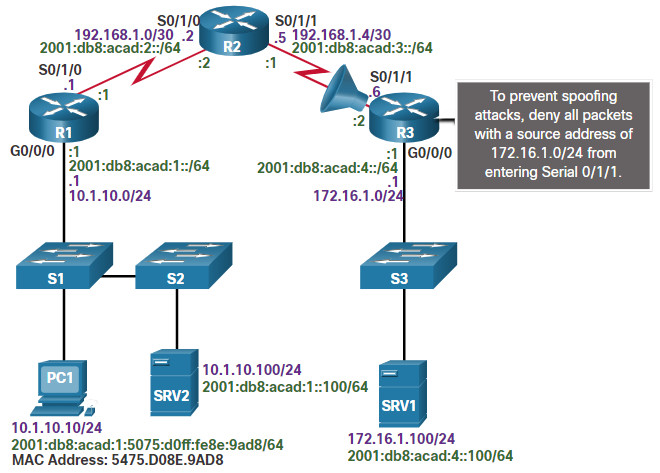 S0/1/0
S0/1/1
192.168.1.0/30 .2
.5 192.168.1.4/30
R2
2001:db8:acad:2::/64
2001:db8:acad:3::/64
:2
:1
S0/1/0
.1
:1
S0/1/1
.6
:2
R1
R3
To prevent spoofing
attacks, deny all packets
with a source address of
172.16.1.0/24 from
entering Serial 0/1/1.
G0/0/0
:1
2001:db8:acad:1::/64
.1
10.1.10.0/24
:1
G0/0/0
2001:db8:acad:4::/64
.1
172.16.1.0/24
S1
S2
S3
PC1
SRV2
10.1.10.100/24
2001:db8:acad:1::100/64
SRV1
10.1.10.10/24
2001:db8:acad:1:5075:d0ff:fe8e:9ad8/64
MAC Address: 5475.D08E.9AD8
172.16.1.100/24
2001:db8:acad:4::100/64